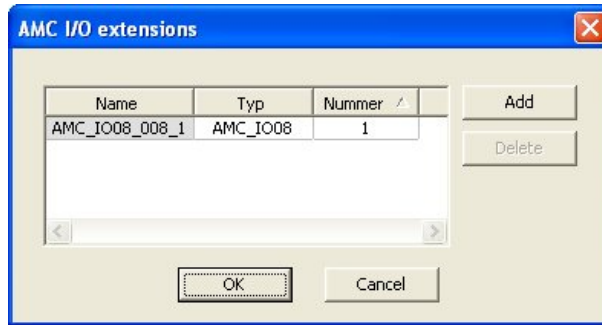 AMC I/O extensions
Name Typ Nummer
AMC_IO08_008_1 AMC_IO08 1
Add
Delete
OK Cancel